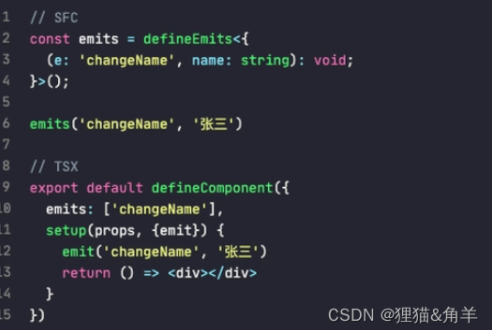 1 // SFC
2 const emits = defineEmits<{
3   (e: 'changeName', name: string): void;
4 }>();
5
6 emits('changeName', '张三')
7
8 // TSX
9 export default defineComponent({
10   emits: ['changeName'],
11   setup(props, {emit}) {
12     emit('changeName', '张三')
13     return () => <div></div>
14   }
15 })
CSDN @狸猫&角羊